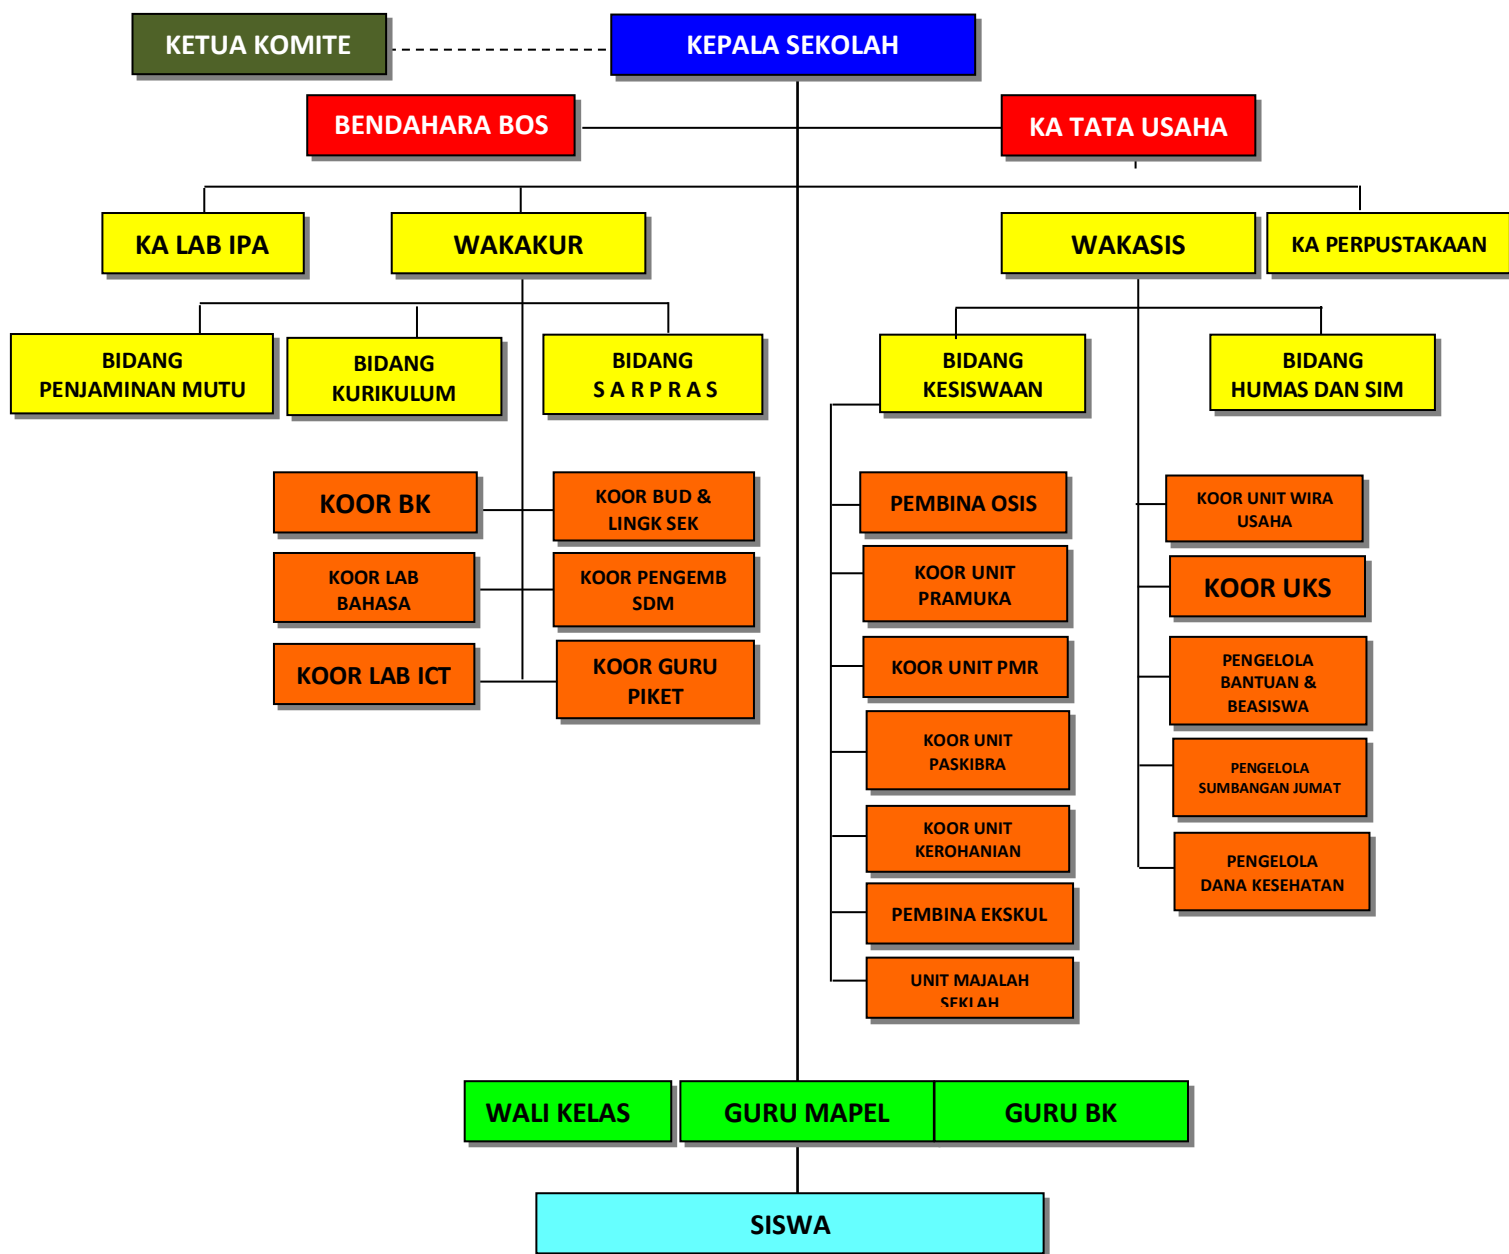 KETUA KOMITE
KEPALA SEKOLAH
BENDAHARA BOS
KA TATA USAHA
KA LAB IPA
WAKAKUR
WAKASIS
KA PERPUSTAKAAN
BIDANG
PENJAMINAN MUTU
BIDANG
KURIKULUM
BIDANG
S A R P R A S
BIDANG
KESISWAAN
BIDANG
HUMAS DAN SIM
KOOR BK
KOOR BUD &
LINGK SEK
KOOR LAB
BAHASA
KOOR PENGEMB
SDM
KOOR LAB ICT
KOOR GURU
PIKET
PEMBINA OSIS
KOOR UNIT
PRAMUKA
KOOR UNIT PMR
KOOR UNIT
PASKIBRA
KOOR UNIT
KEROHANIAN
PEMBINA EKSKUL
UNIT MAJALAH
SEKLAH
KOOR UNIT WIRA
USAHA
KOOR UKS
PENGELOLA
BANTUAN &
BEASISWA
PENGELOLA
SUMBANGAN JUMAT
PENGELOLA
DANA KESEHATAN
WALI KELAS
GURU MAPEL
GURU BK
SISWA